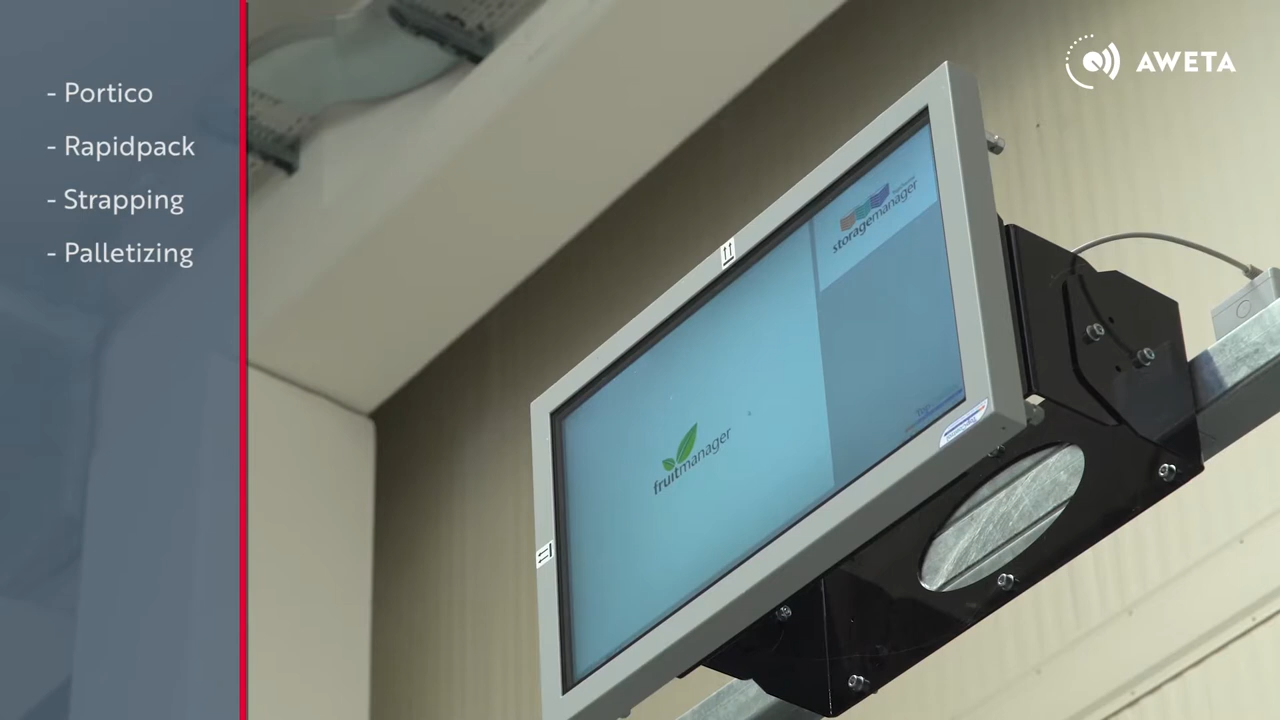 - Portico
- Rapidpack
- Strapping
- Palletizing
AWETA
storagemanager
fruitmanager